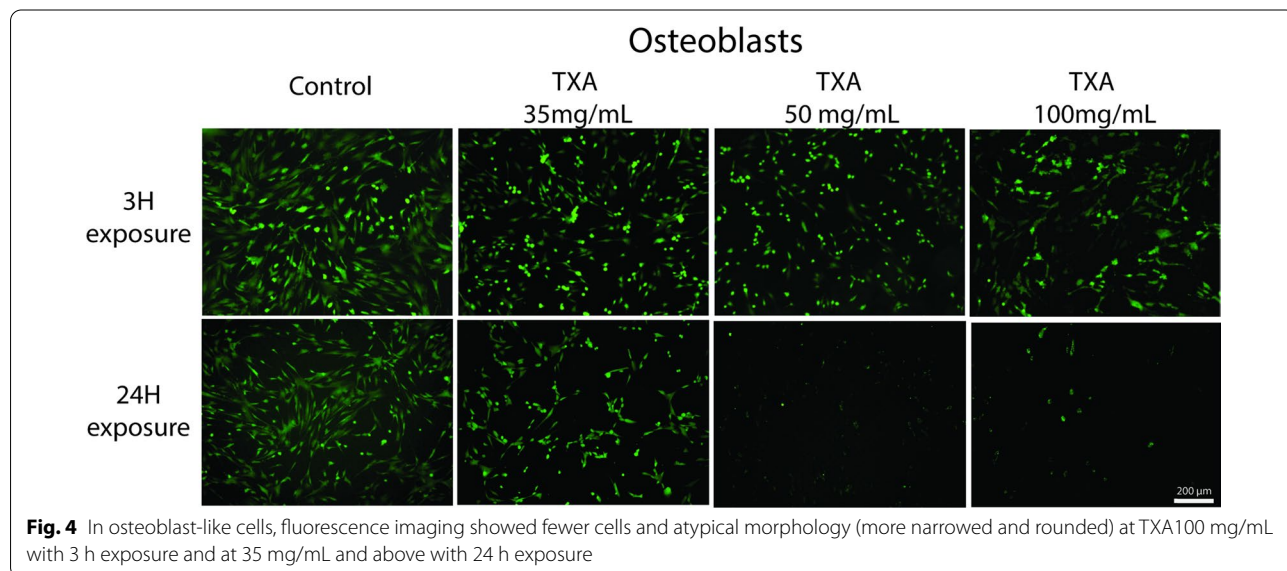 Osteoblasts
Control
TXA
35mg/mL
TXA
50 mg/mL
TXA
100mg/mL
3H
exposure
24H
exposure
200 µm
Fig. 4 In osteoblast-like cells, fluorescence imaging showed fewer cells and atypical morphology (more narrowed and rounded) at TXA100 mg/mL
with 3 h exposure and at 35 mg/mL and above with 24 h exposure